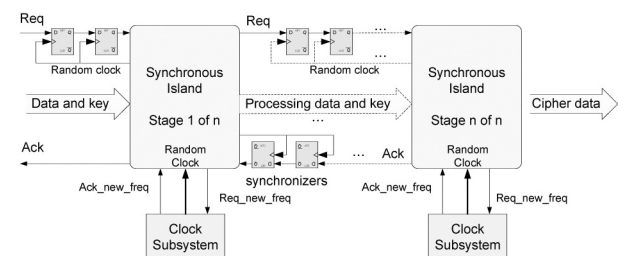 Req
Req
...
...
Random clock
Random clock
Synchronous
Island
Stage 1 of n
Synchronous
Island
Stage n of n
Data and key
Processing data and key
Cipher data
...
Ack
... Ack
synchronizers
Random
Clock
Random
Clock
Ack_new_freq
Req_new_freq
Ack_new_freq
Req_new_freq
Clock
Subsystem
Clock
Subsystem